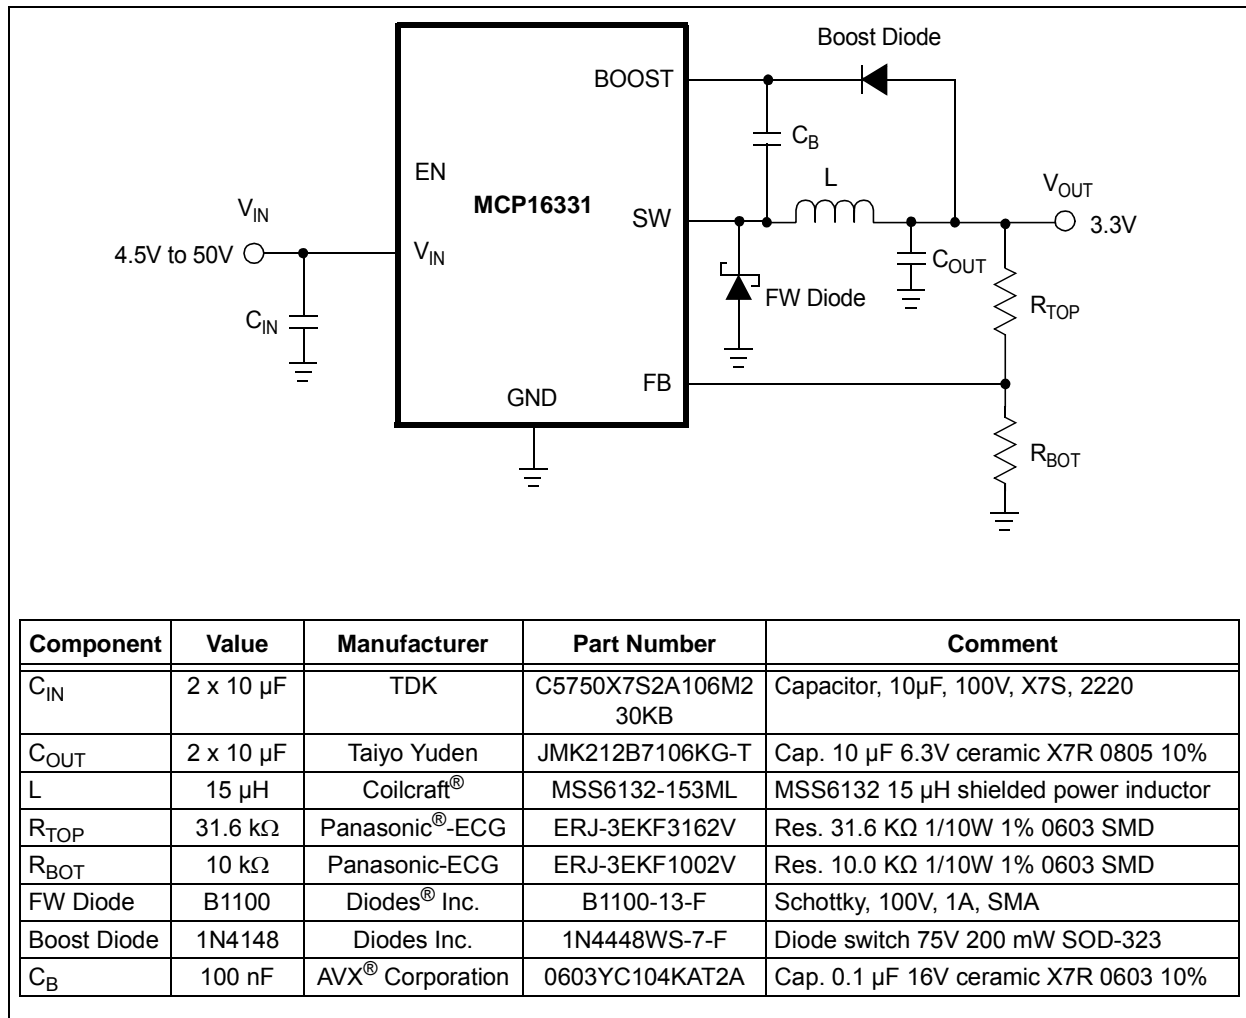 Boost Diode
BOOST
C_B
EN
L
V_OUT
V_IN
MCP16331
SW
3.3V
4.5V to 50V
V_IN
C_OUT
FW Diode
R_TOP
C_IN
FB
GND
R_BOT
Component Value Manufacturer Part Number Comment
C_IN 2 x 10 µF TDK C5750X7S2A106M2 Capacitor, 10µF, 100V, X7S, 2220
30KB
C_OUT 2 x 10 µF Taiyo Yuden JMK212B7106KG-T Cap. 10 µF 6.3V ceramic X7R 0805 10%
L 15 µH Coilcraft® MSS6132-153ML MSS6132 15 µH shielded power inductor
R_TOP 31.6 kΩ Panasonic®-ECG ERJ-3EKF3162V Res. 31.6 KΩ 1/10W 1% 0603 SMD
R_BOT 10 kΩ Panasonic-ECG ERJ-3EKF1002V Res. 10.0 KΩ 1/10W 1% 0603 SMD
FW Diode B1100 Diodes® Inc. B1100-13-F Schottky, 100V, 1A, SMA
Boost Diode 1N4148 Diodes Inc. 1N4448WS-7-F Diode switch 75V 200 mW SOD-323
C_B 100 nF AVX® Corporation 0603YC104KAT2A Cap. 0.1 µF 16V ceramic X7R 0603 10%